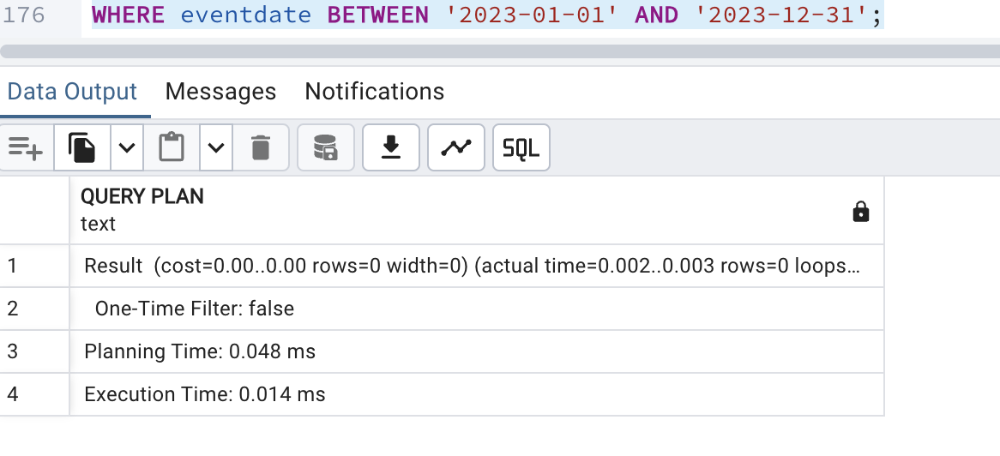 176 WHERE eventdate BETWEEN '2023-01-01' AND '2023-12-31';
Data Output Messages Notifications
SQL
QUERY PLAN
text
1 Result (cost=0.00..0.00 rows=0 width=0) (actual time=0.002..0.003 rows=0 loops…
2 One-Time Filter: false
3 Planning Time: 0.048 ms
4 Execution Time: 0.014 ms